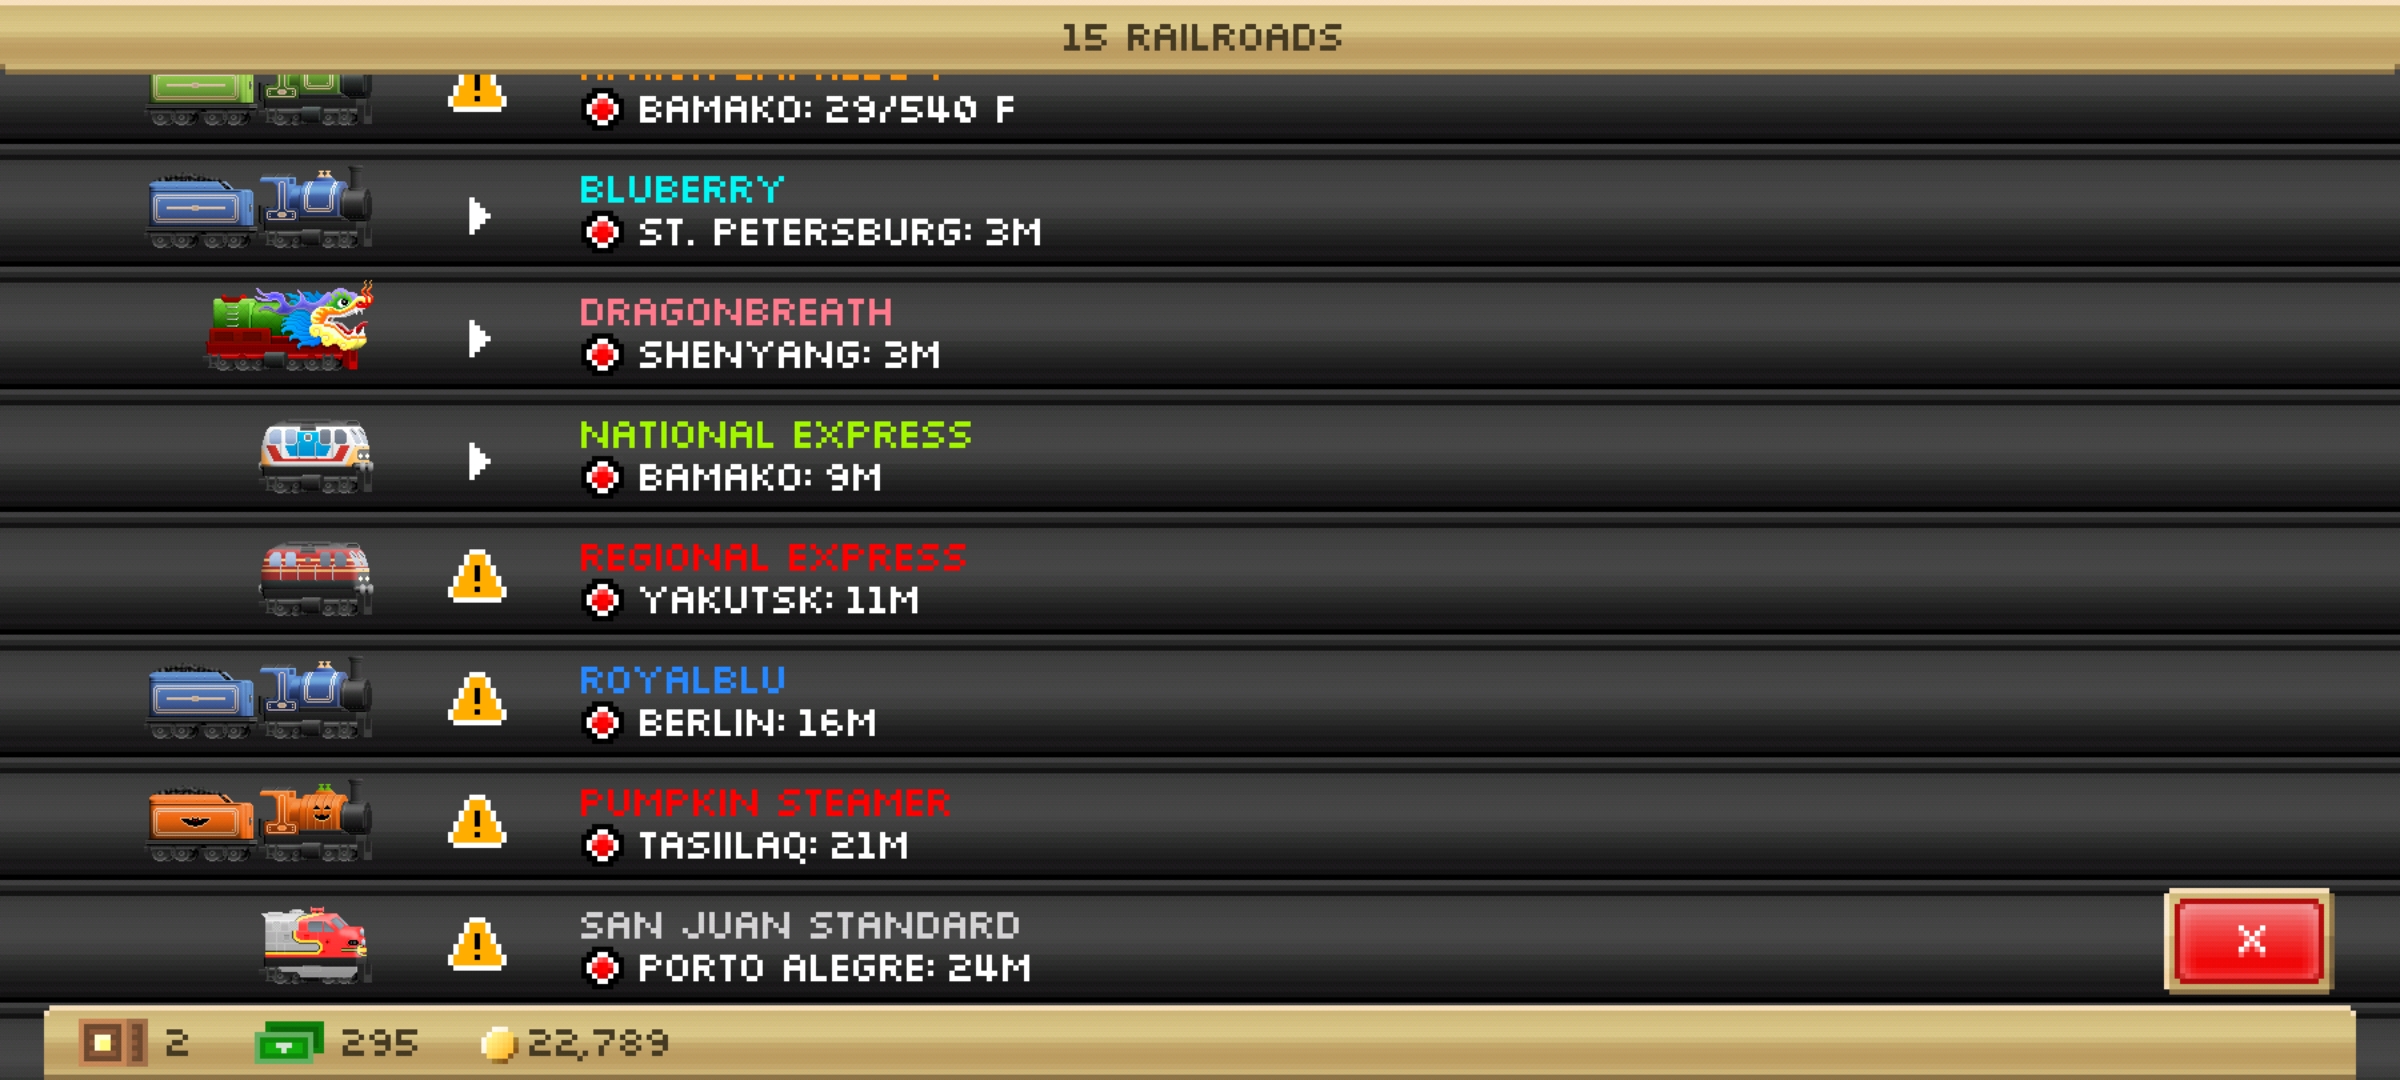 15 RAILROADS
BAMAKO: 29/540 F
BLUBERRY
ST. PETERSBURG: 3M
DRAGONBREATH
SHENYANG: 3M
NATIONAL EXPRESS
BAMAKO: 9M
REGIONAL EXPRESS
YAKUTSK: 11M
ROYALBLU
BERLIN: 16M
PUMPKIN STEAMER
TASIILAQ: 21M
SAN JUAN STANDARD
PORTO ALEGRE: 24M
X
2 295 22,789